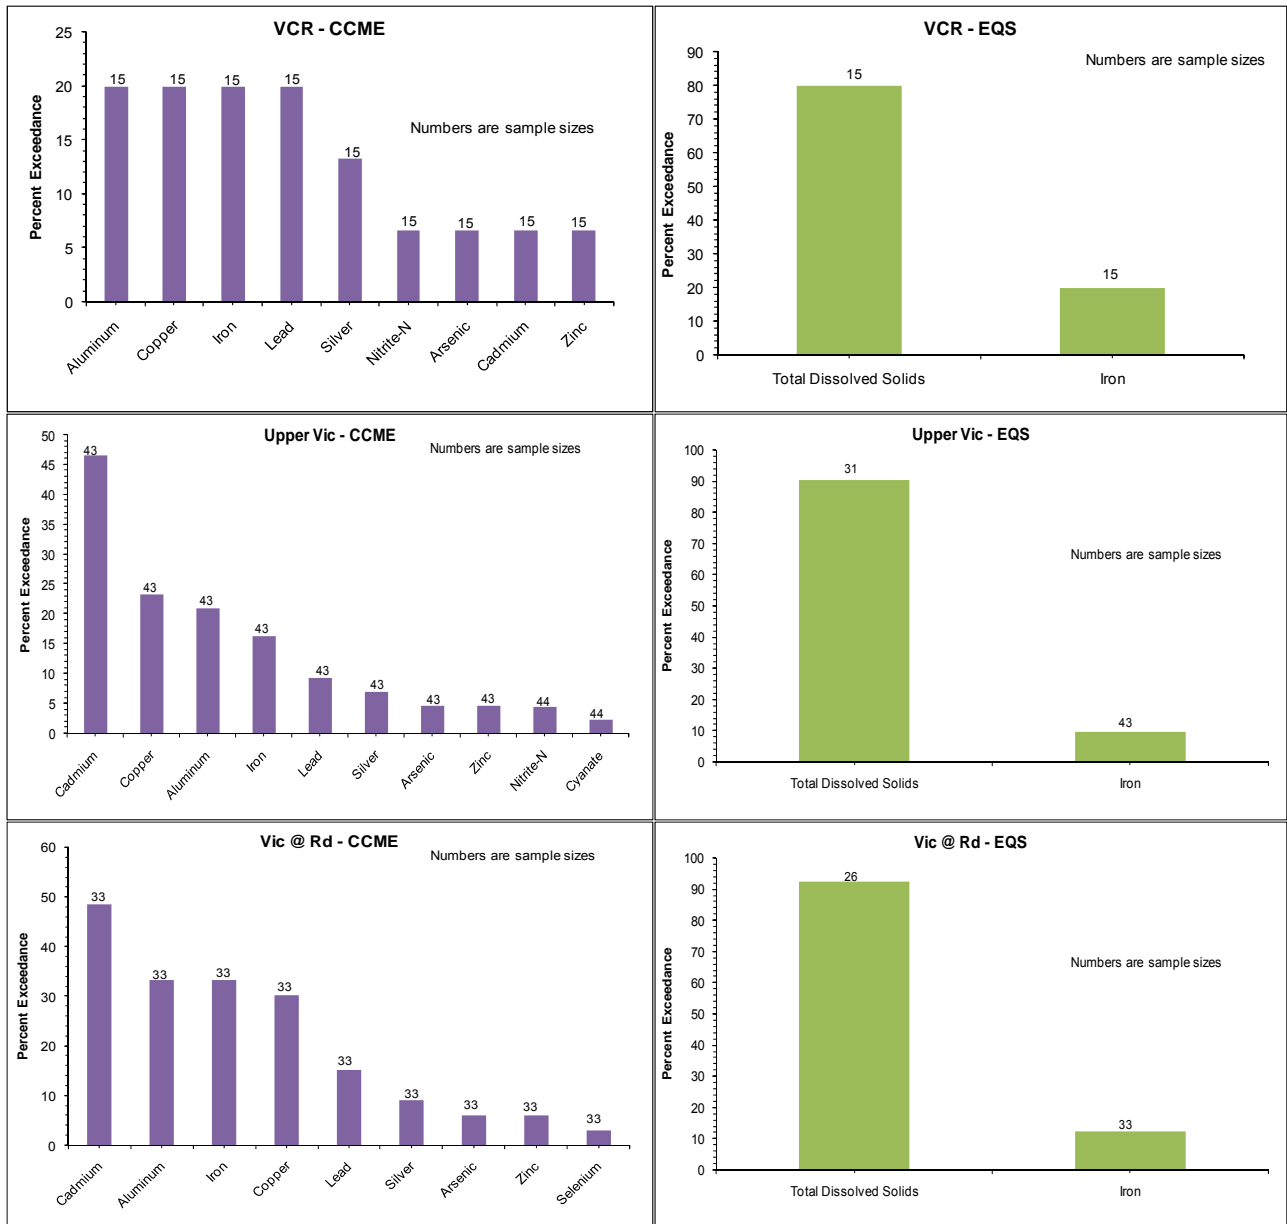 VCR - CCME
Percent Exceedance
Numbers are sample sizes
25
20
15
10
5
0
15 15 15 15 15 15 15 15 15
Aluminum Copper Iron Lead Silver Nitrite-N Arsenic Cadmium Zinc
VCR - EQS
Percent Exceedance
Numbers are sample sizes
90
80
70
60
50
40
30
20
10
0
15 15
Total Dissolved Solids Iron
Upper Vic - CCME
Percent Exceedance
Numbers are sample sizes
50
45
40
35
30
25
20
15
10
5
0
43 43 43 43 43 43 43 43 44 44
Cadmium Copper Aluminum Iron Lead Silver Arsenic Zinc Nitrite-N Cyanate
Upper Vic - EQS
Percent Exceedance
Numbers are sample sizes
100
90
80
70
60
50
40
30
20
10
0
31 43
Total Dissolved Solids Iron
Vic @ Rd - CCME
Percent Exceedance
Numbers are sample sizes
60
50
40
30
20
10
0
33 33 33 33 33 33 33 33 33
Cadmium Aluminum Iron Copper Lead Silver Arsenic Zinc Selenium
Vic @ Rd - EQS
Percent Exceedance
Numbers are sample sizes
100
90
80
70
60
50
40
30
20
10
0
26 33
Total Dissolved Solids Iron